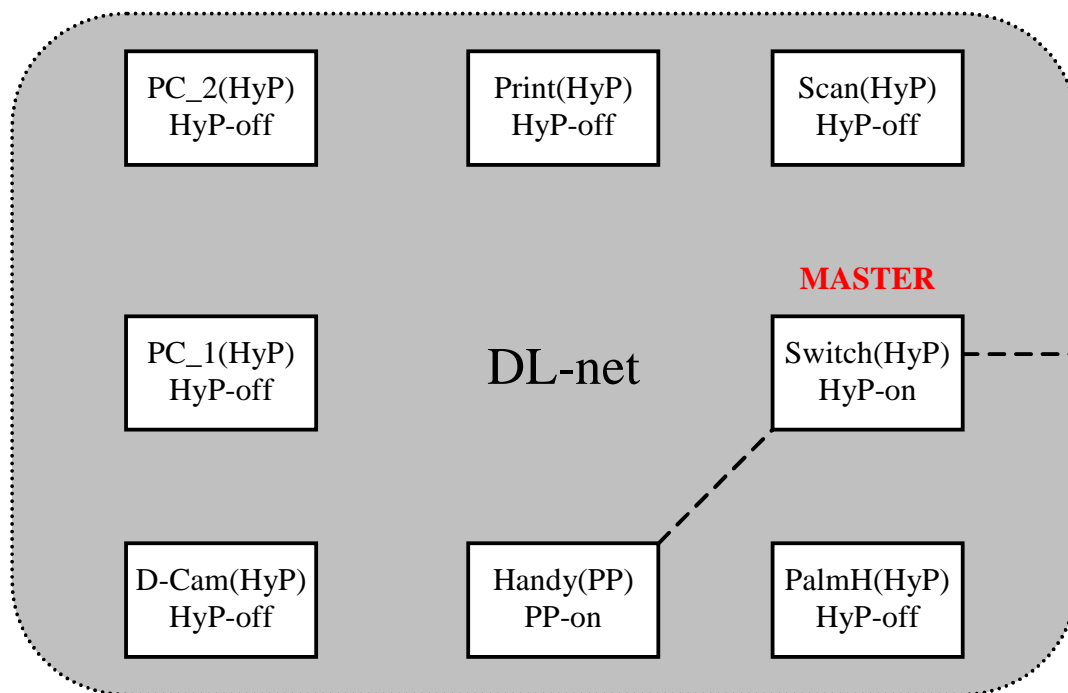 PC_2(HyP)
HyP-off
Print(HyP)
HyP-off
Scan(HyP)
HyP-off
MASTER
PC_1(HyP)
HyP-off
DL-net
Switch(HyP)
HyP-on
D-Cam(HyP)
HyP-off
Handy(PP)
PP-on
PalmH(HyP)
HyP-off